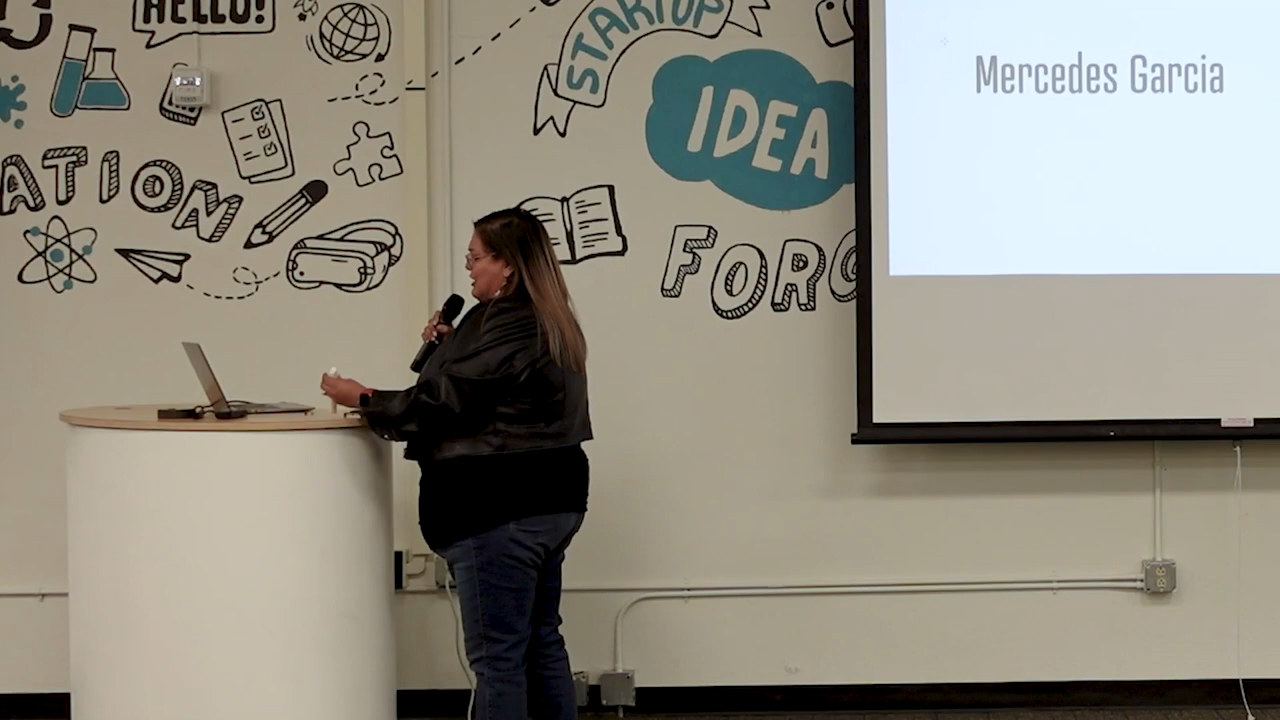 HELLO!
STARTUP
IDEA
Mercedes Garcia
ATION
FORG